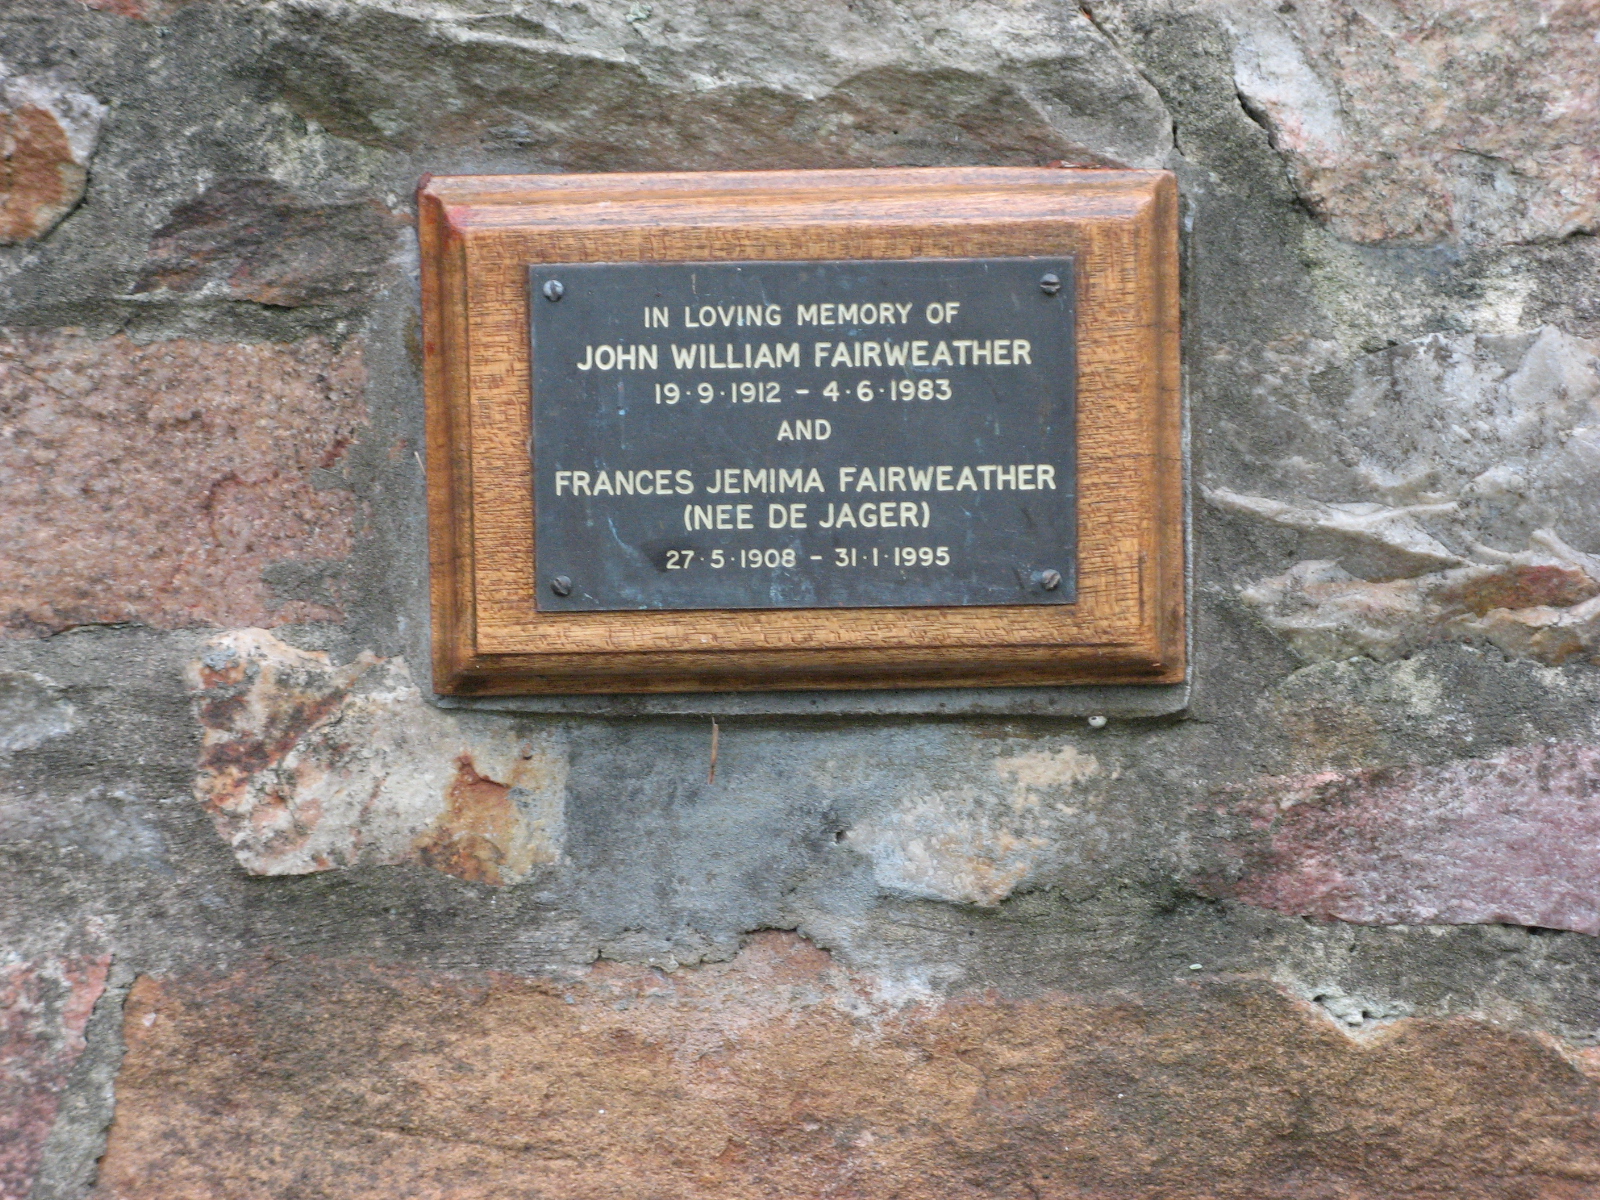 IN LOVING MEMORY OF
JOHN WILLIAM FAIRWEATHER
19·9·1912 – 4·6·1983
AND
FRANCES JEMIMA FAIRWEATHER
(NEE DE JAGER)
27·5·1908 – 31·1·1995